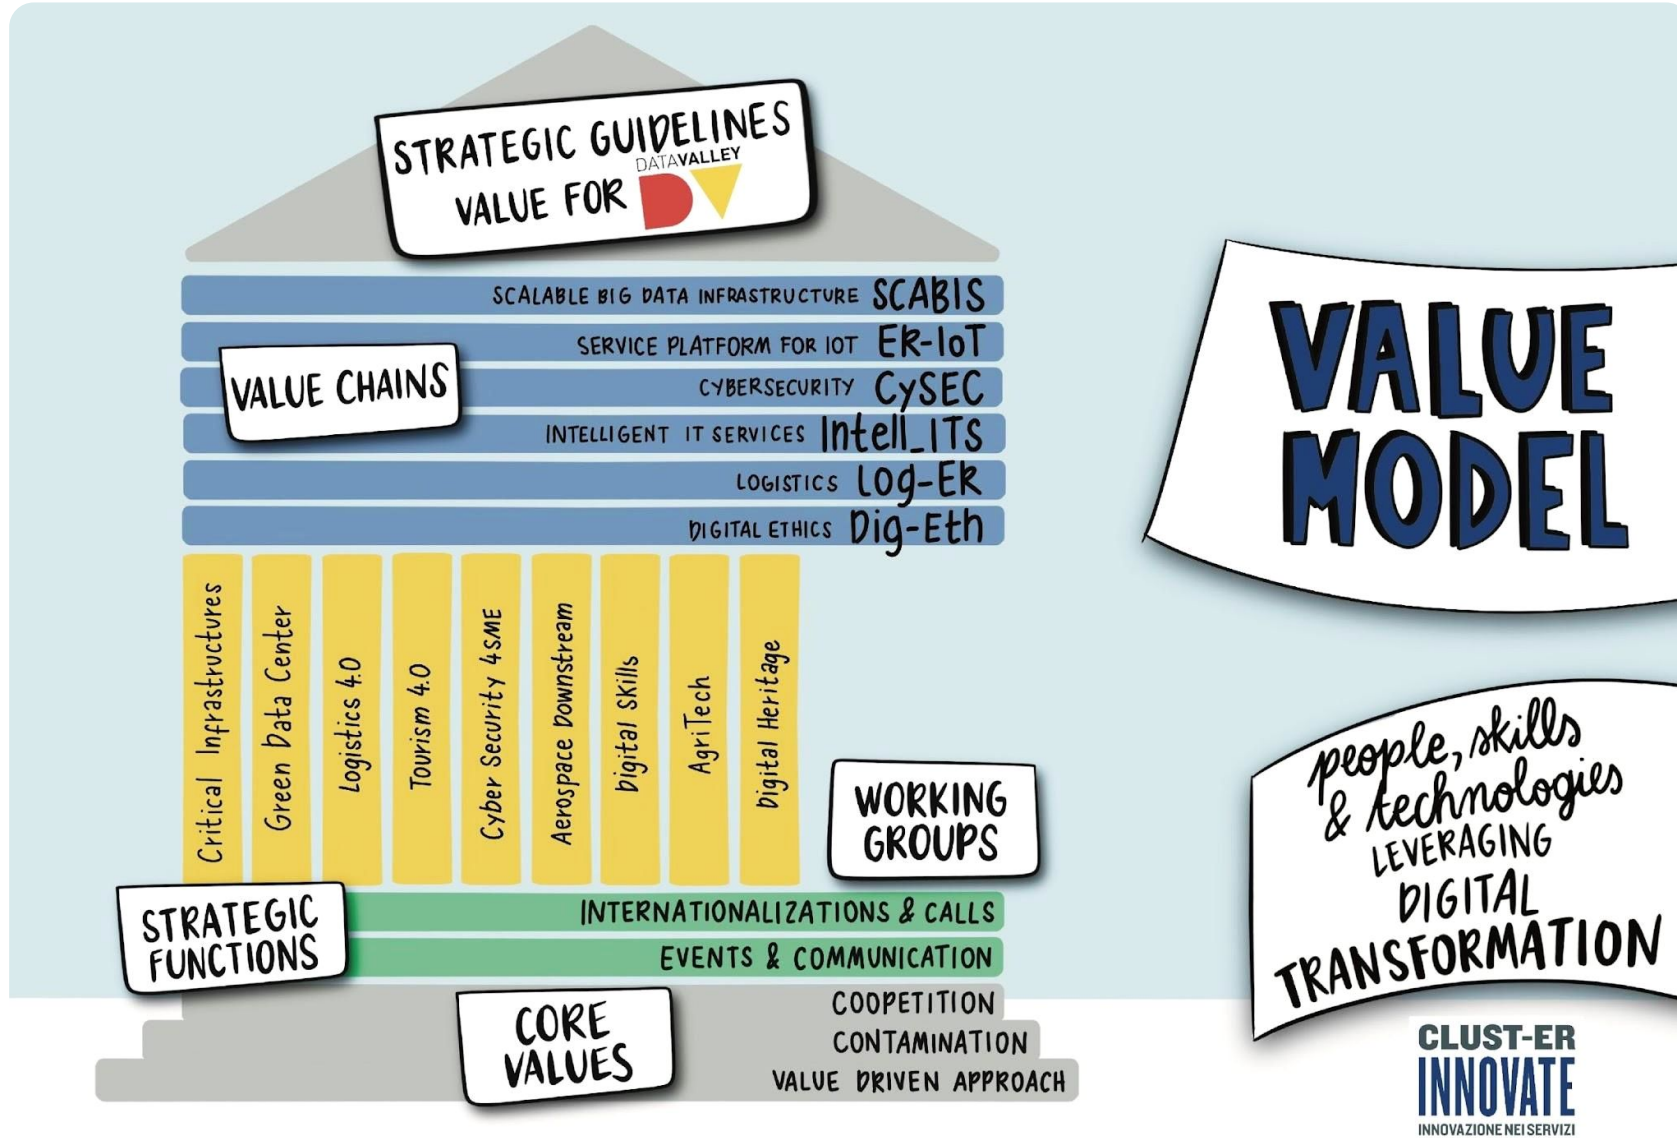 STRATEGIC GUIDELINES
VALUE FOR
DATAVALLEY
SCALABLE BIG DATA INFRASTRUCTURE SCABIS
SERVICE PLATFORM FOR IOT ER-IoT
CYBERSECURITY CySEC
INTELLIGENT IT SERVICES Intell_ITS
LOGISTICS Log-ER
DIGITAL ETHICS Dig-Eth
VALUE CHAINS
Critical Infrastructures
Green Data Center
Logistics 4.0
Tourism 4.0
Cyber Security 4SME
Aerospace Downstream
Digital Skills
AgriTech
Digital Heritage
WORKING
GROUPS
STRATEGIC
FUNCTIONS
INTERNATIONALIZATIONS & CALLS
EVENTS & COMMUNICATION
CORE
VALUES
COOPETITION
CONTAMINATION
VALUE DRIVEN APPROACH
VALUE
MODEL
people, skills
& technologies
LEVERAGING
DIGITAL
TRANSFORMATION
CLUST-ER
INNOVATE
INNOVAZIONE NEI SERVIZI